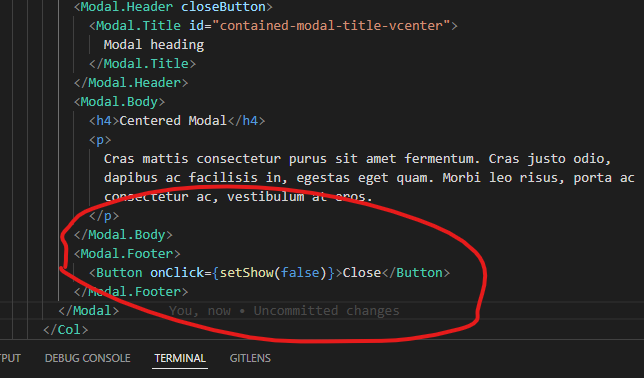 <Modal.Header closeButton>
<Modal.Title id="contained-modal-title-vcenter">
Modal heading
</Modal.Title>
</Modal.Header>
<Modal.Body>
<h4>Centered Modal</h4>
<p>
Cras mattis consectetur purus sit amet fermentum. Cras justo odio,
dapibus ac facilisis in, egestas eget quam. Morbi leo risus, porta ac
consectetur ac, vestibulum at eros.
</p>
</Modal.Body>
<Modal.Footer>
<Button onClick={setShow(false)}>Close</Button>
</Modal.Footer>
</Modal> You, now • Uncommitted changes
</Col>
TPUT DEBUG CONSOLE TERMINAL GITLENS